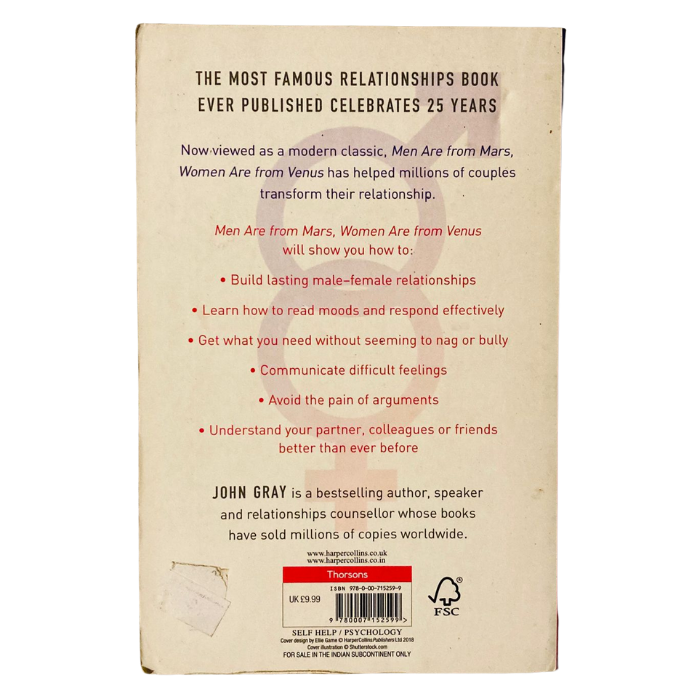 THE MOST FAMOUS RELATIONSHIPS BOOK
EVER PUBLISHED CELEBRATES 25 YEARS
Now viewed as a modern classic, Men Are from Mars,
Women Are from Venus has helped millions of couples
transform their relationship.
Men Are from Mars, Women Are from Venus
will show you how to:
• Build lasting male–female relationships
• Learn how to read moods and respond effectively
• Get what you need without seeming to nag or bully
• Communicate difficult feelings
• Avoid the pain of arguments
• Understand your partner, colleagues or friends
better than ever before
JOHN GRAY is a bestselling author, speaker
and relationships counsellor whose books
have sold millions of copies worldwide.
www.harpercollins.co.uk
www.harpercollins.co.in
Thorsons
ISBN 978-0-00-715259-9
UK £9.99
9 780007 152599 >
FSC
SELF HELP / PSYCHOLOGY
Cover design by Ellie Game © HarperCollinsPublishers Ltd 2018
Cover illustration © Shutterstock.com
FOR SALE IN THE INDIAN SUBCONTINENT ONLY